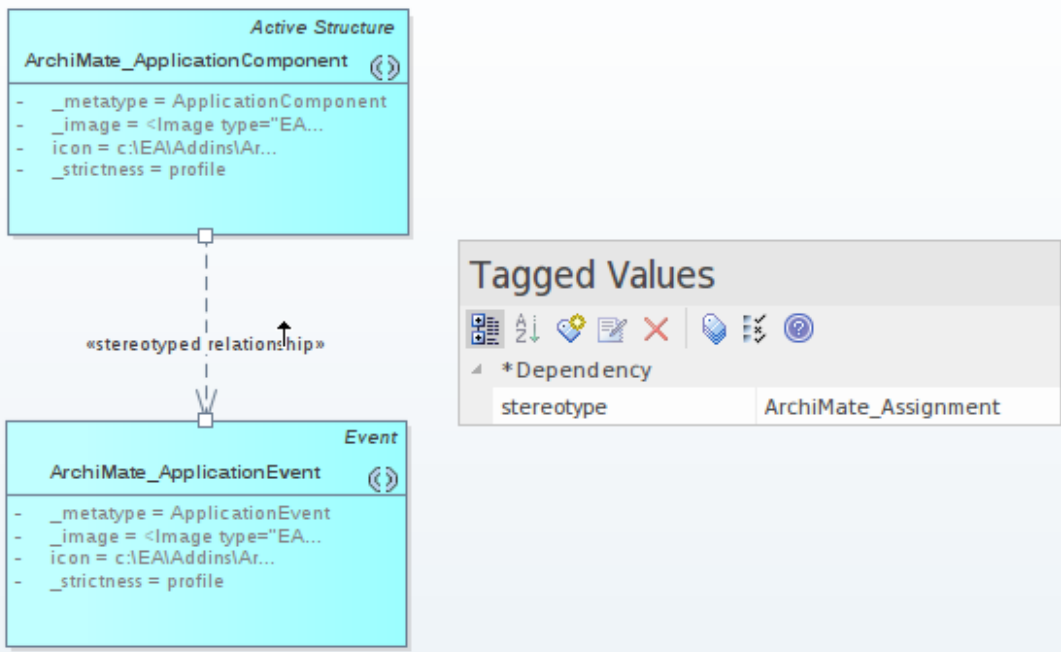 Active Structure
ArchiMate_ApplicationComponent
- _metatype = ApplicationComponent
- _image = <Image type="EA...
- icon = c:\EA\Addins\Ar...
- _strictness = profile
«stereotyped relationship»
Event
ArchiMate_ApplicationEvent
- _metatype = ApplicationEvent
- _image = <Image type="EA...
- icon = c:\EA\Addins\Ar...
- _strictness = profile
Tagged Values
*Dependency
stereotype ArchiMate_Assignment